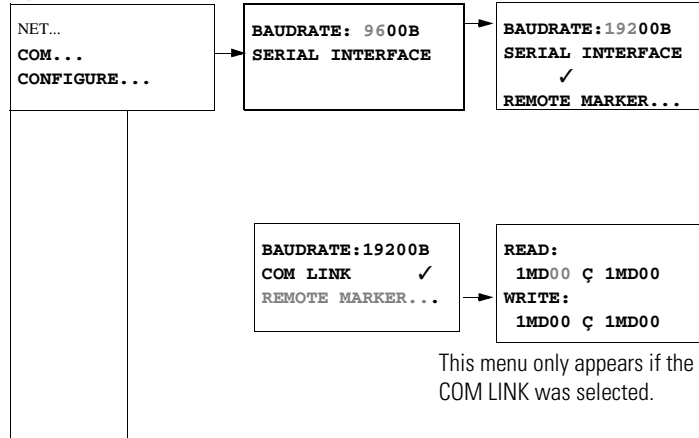 NET...
COM...
CONFIGURE...
BAUDRATE: 9600B
SERIAL INTERFACE
BAUDRATE:19200B
SERIAL INTERFACE
✓
REMOTE MARKER...
BAUDRATE:19200B
COM LINK ✓
REMOTE MARKER...
READ:
1MD00 Ç 1MD00
WRITE:
1MD00 Ç 1MD00
This menu only appears if the
COM LINK was selected.